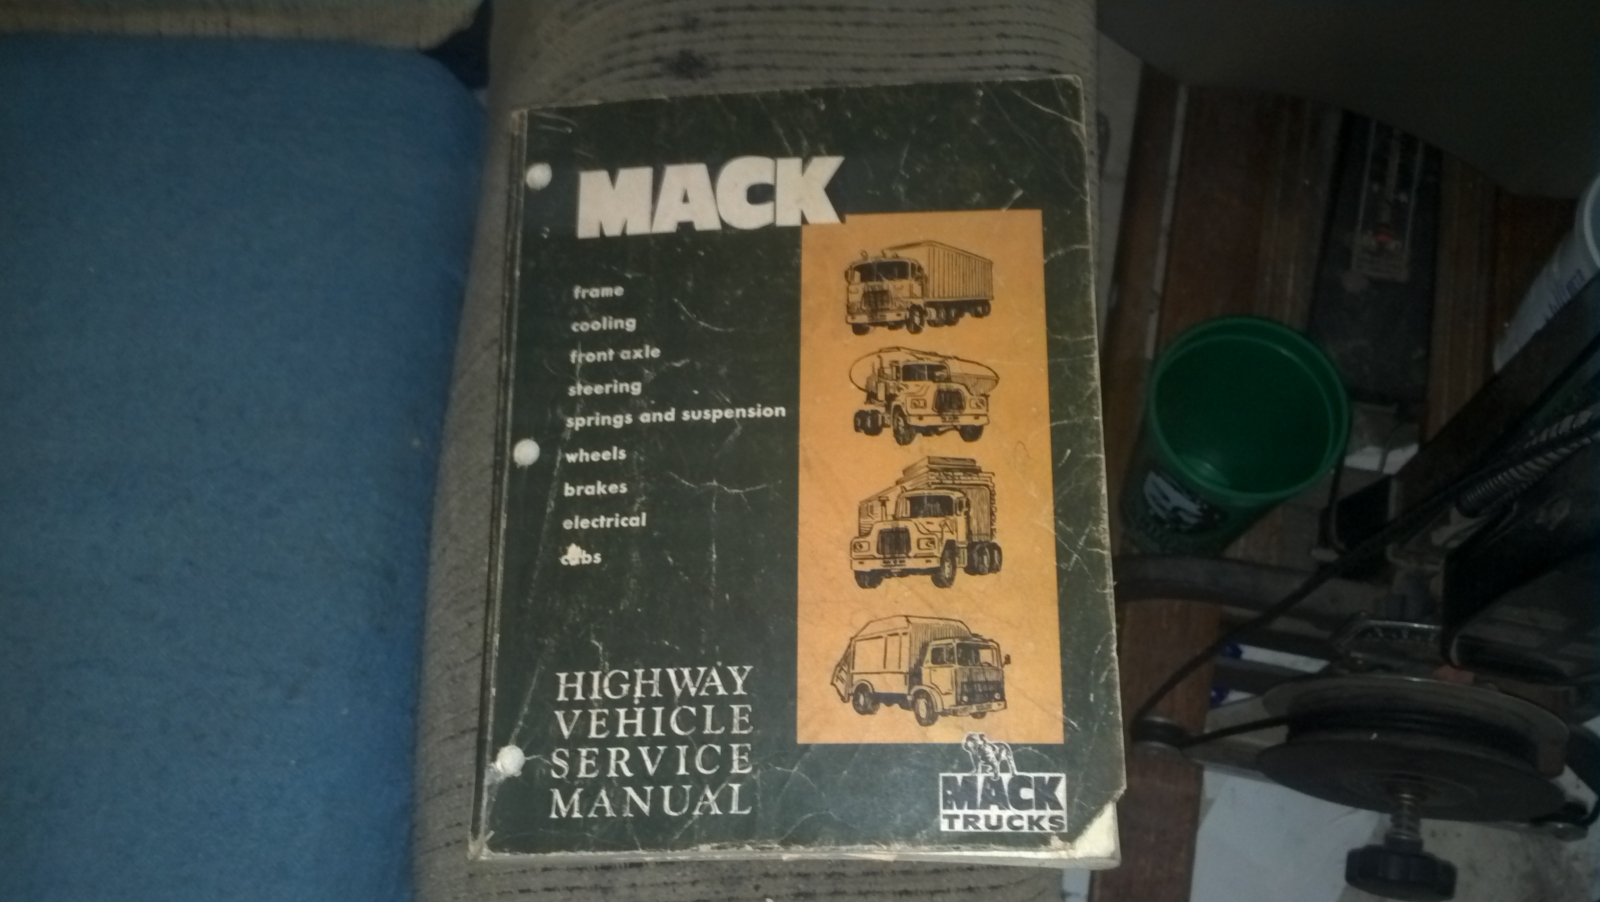 MACK
frame
cooling
front axle
steering
springs and suspension
wheels
brakes
electrical
cabs
HIGHWAY
VEHICLE
SERVICE
MANUAL
MACK
TRUCKS